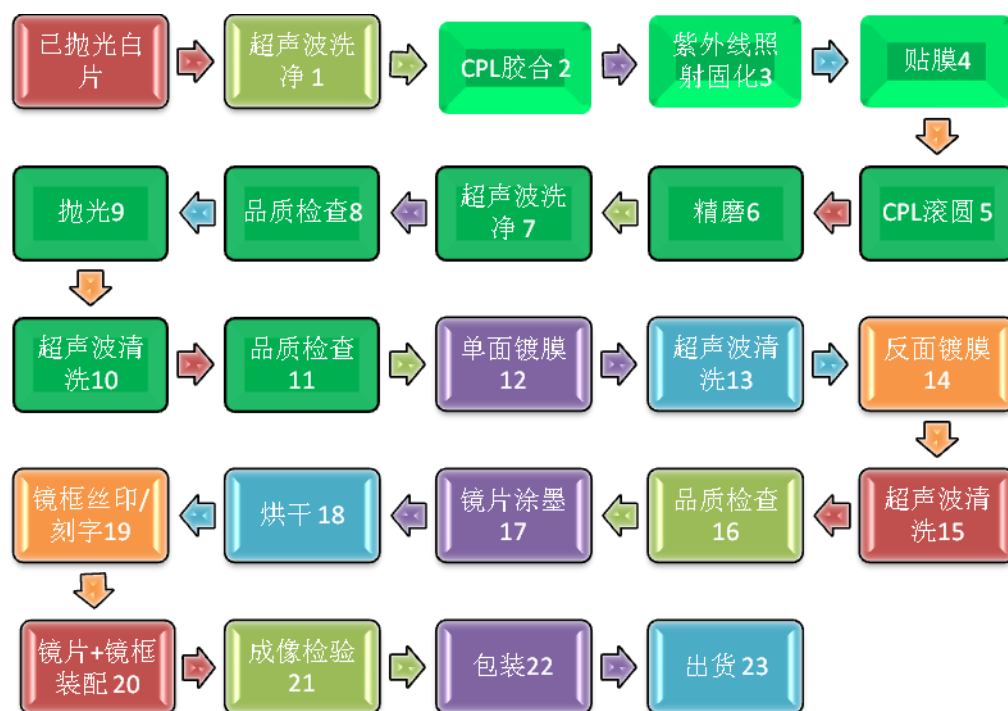 已抛光白
片
超声波洗
净 1
CPL胶合 2
紫外线照
射固化3
贴膜4
抛光9
品质检查8
超声波洗
净 7
精磨6
CPL滚圆 5
超声波清
洗10
品质检查
11
单面镀膜
12
超声波清
洗13
反面镀膜
14
镜框丝印/
刻字19
烘干 18
镜片涂墨
17
品质检查
16
超声波清
洗15
镜片+镜框
装配 20
成像检验
21
包装22
出货 23